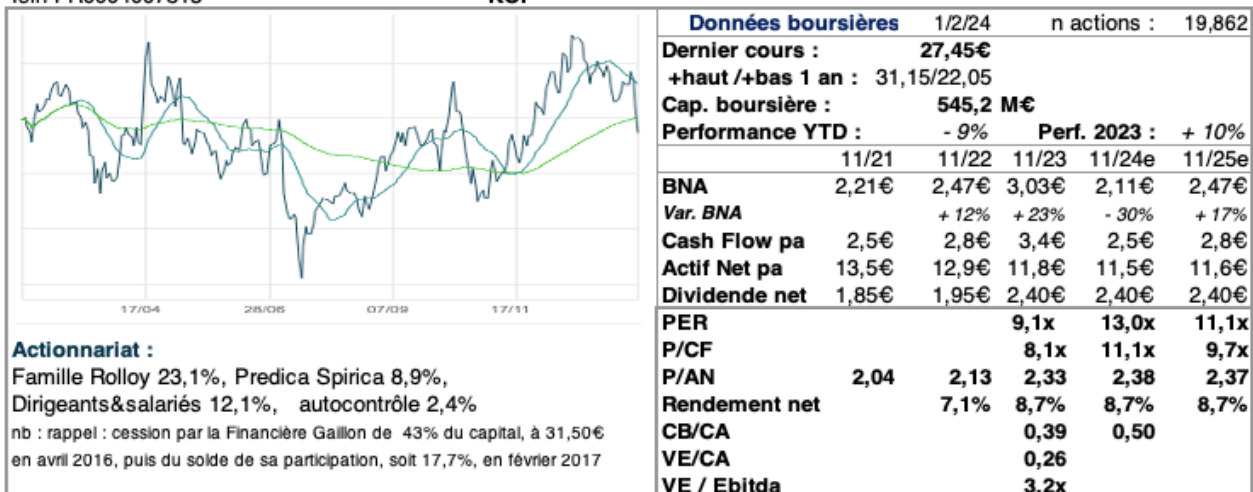 Données boursières 1/2/24 n actions : 19,862
Dernier cours : 27,45€
+haut /+bas 1 an : 31,15/22,05
Cap. boursière : 545,2 M€
Performance YTD : - 9% Perf. 2023 : + 10%
11/21 11/22 11/23 11/24e 11/25e
BNA 2,21€ 2,47€ 3,03€ 2,11€ 2,47€
Var. BNA + 12% + 23% - 30% + 17%
Cash Flow pa 2,5€ 2,8€ 3,4€ 2,5€ 2,8€
Actif Net pa 13,5€ 12,9€ 11,8€ 11,5€ 11,6€
Dividende net 1,85€ 1,95€ 2,40€ 2,40€ 2,40€
PER 9,1x 13,0x 11,1x
P/CF 8,1x 11,1x 9,7x
P/AN 2,04 2,13 2,33 2,38 2,37
Rendement net 7,1% 8,7% 8,7% 8,7%
CB/CA 0,39 0,50
VE/CA 0,26
VE / Ebitda 3,2x
17/04 28/06 07/09 17/11
Actionnariat :
Famille Rolloy 23,1%, Predica Spirica 8,9%,
Dirigeants&salariés 12,1%, autocontrôle 2,4%
nb : rappel : cession par la Financière Gaillon de 43% du capital, à 31,50€
en avril 2016, puis du solde de sa participation, soit 17,7%, en février 2017